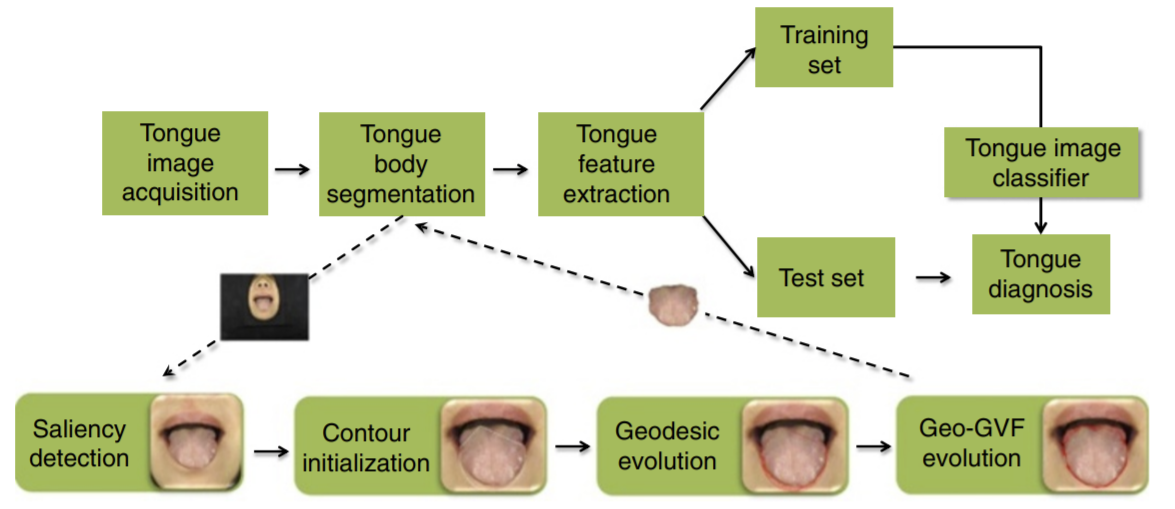 Training
set
Tongue
image
acquisition
Tongue
body
segmentation
Tongue
feature
extraction
Tongue image
classifier
Test set
Tongue
diagnosis
Saliency
detection
Contour
initialization
Geodesic
evolution
Geo-GVF
evolution